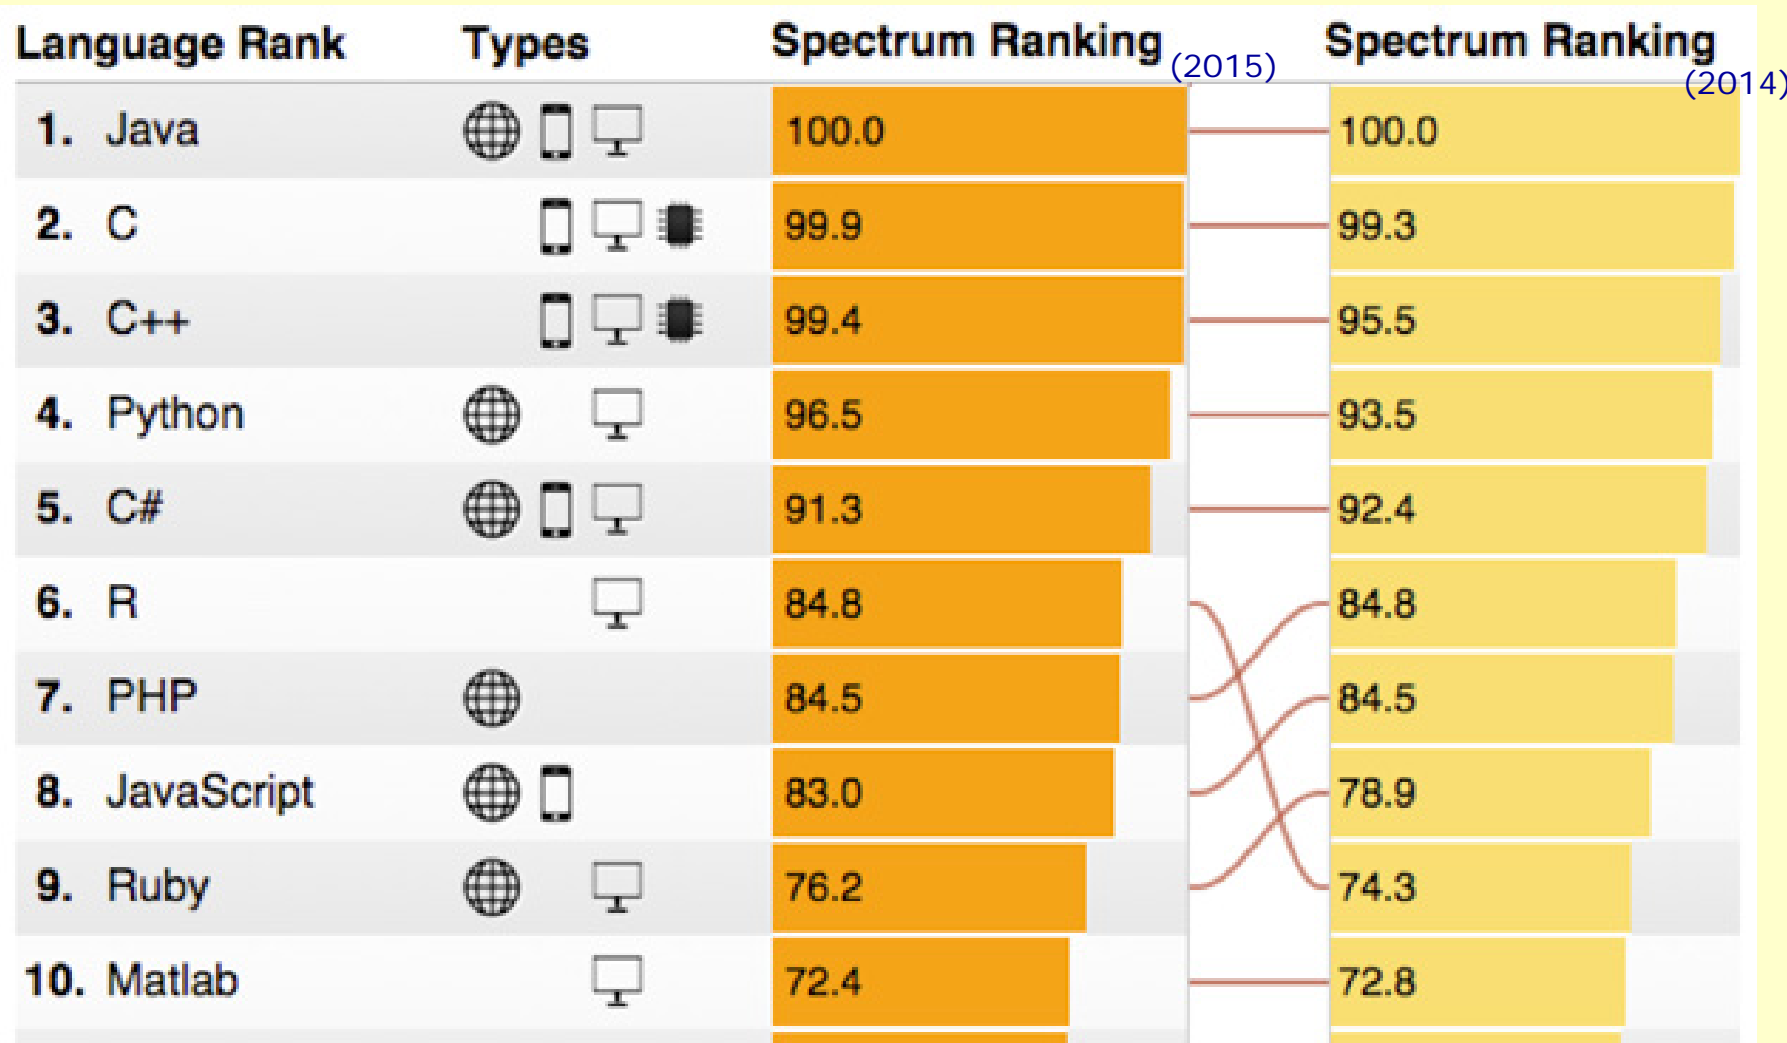 Language Rank Types Spectrum Ranking (2015) Spectrum Ranking (2014)
1. Java 100.0 100.0
2. C 99.9 99.3
3. C++ 99.4 95.5
4. Python 96.5 93.5
5. C# 91.3 92.4
6. R 84.8 84.8
7. PHP 84.5 84.5
8. JavaScript 83.0 78.9
9. Ruby 76.2 74.3
10. Matlab 72.4 72.8